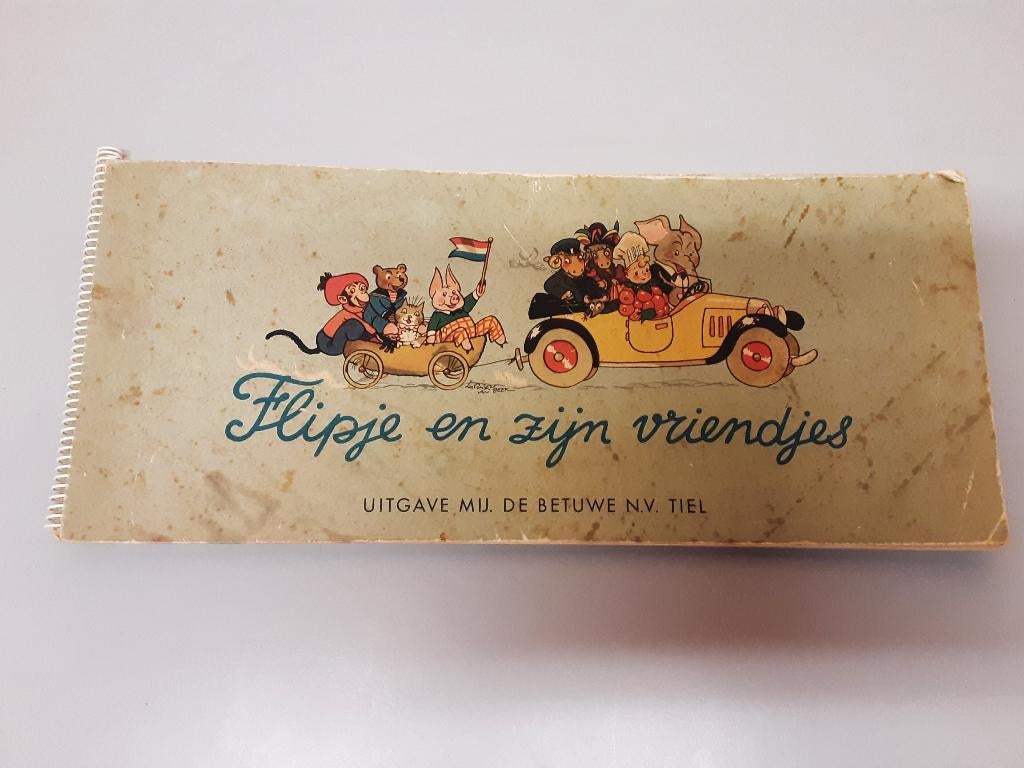 Flipje en zijn vriendjes
UITGAVE MIJ. DE BETUWE N.V. TIEL